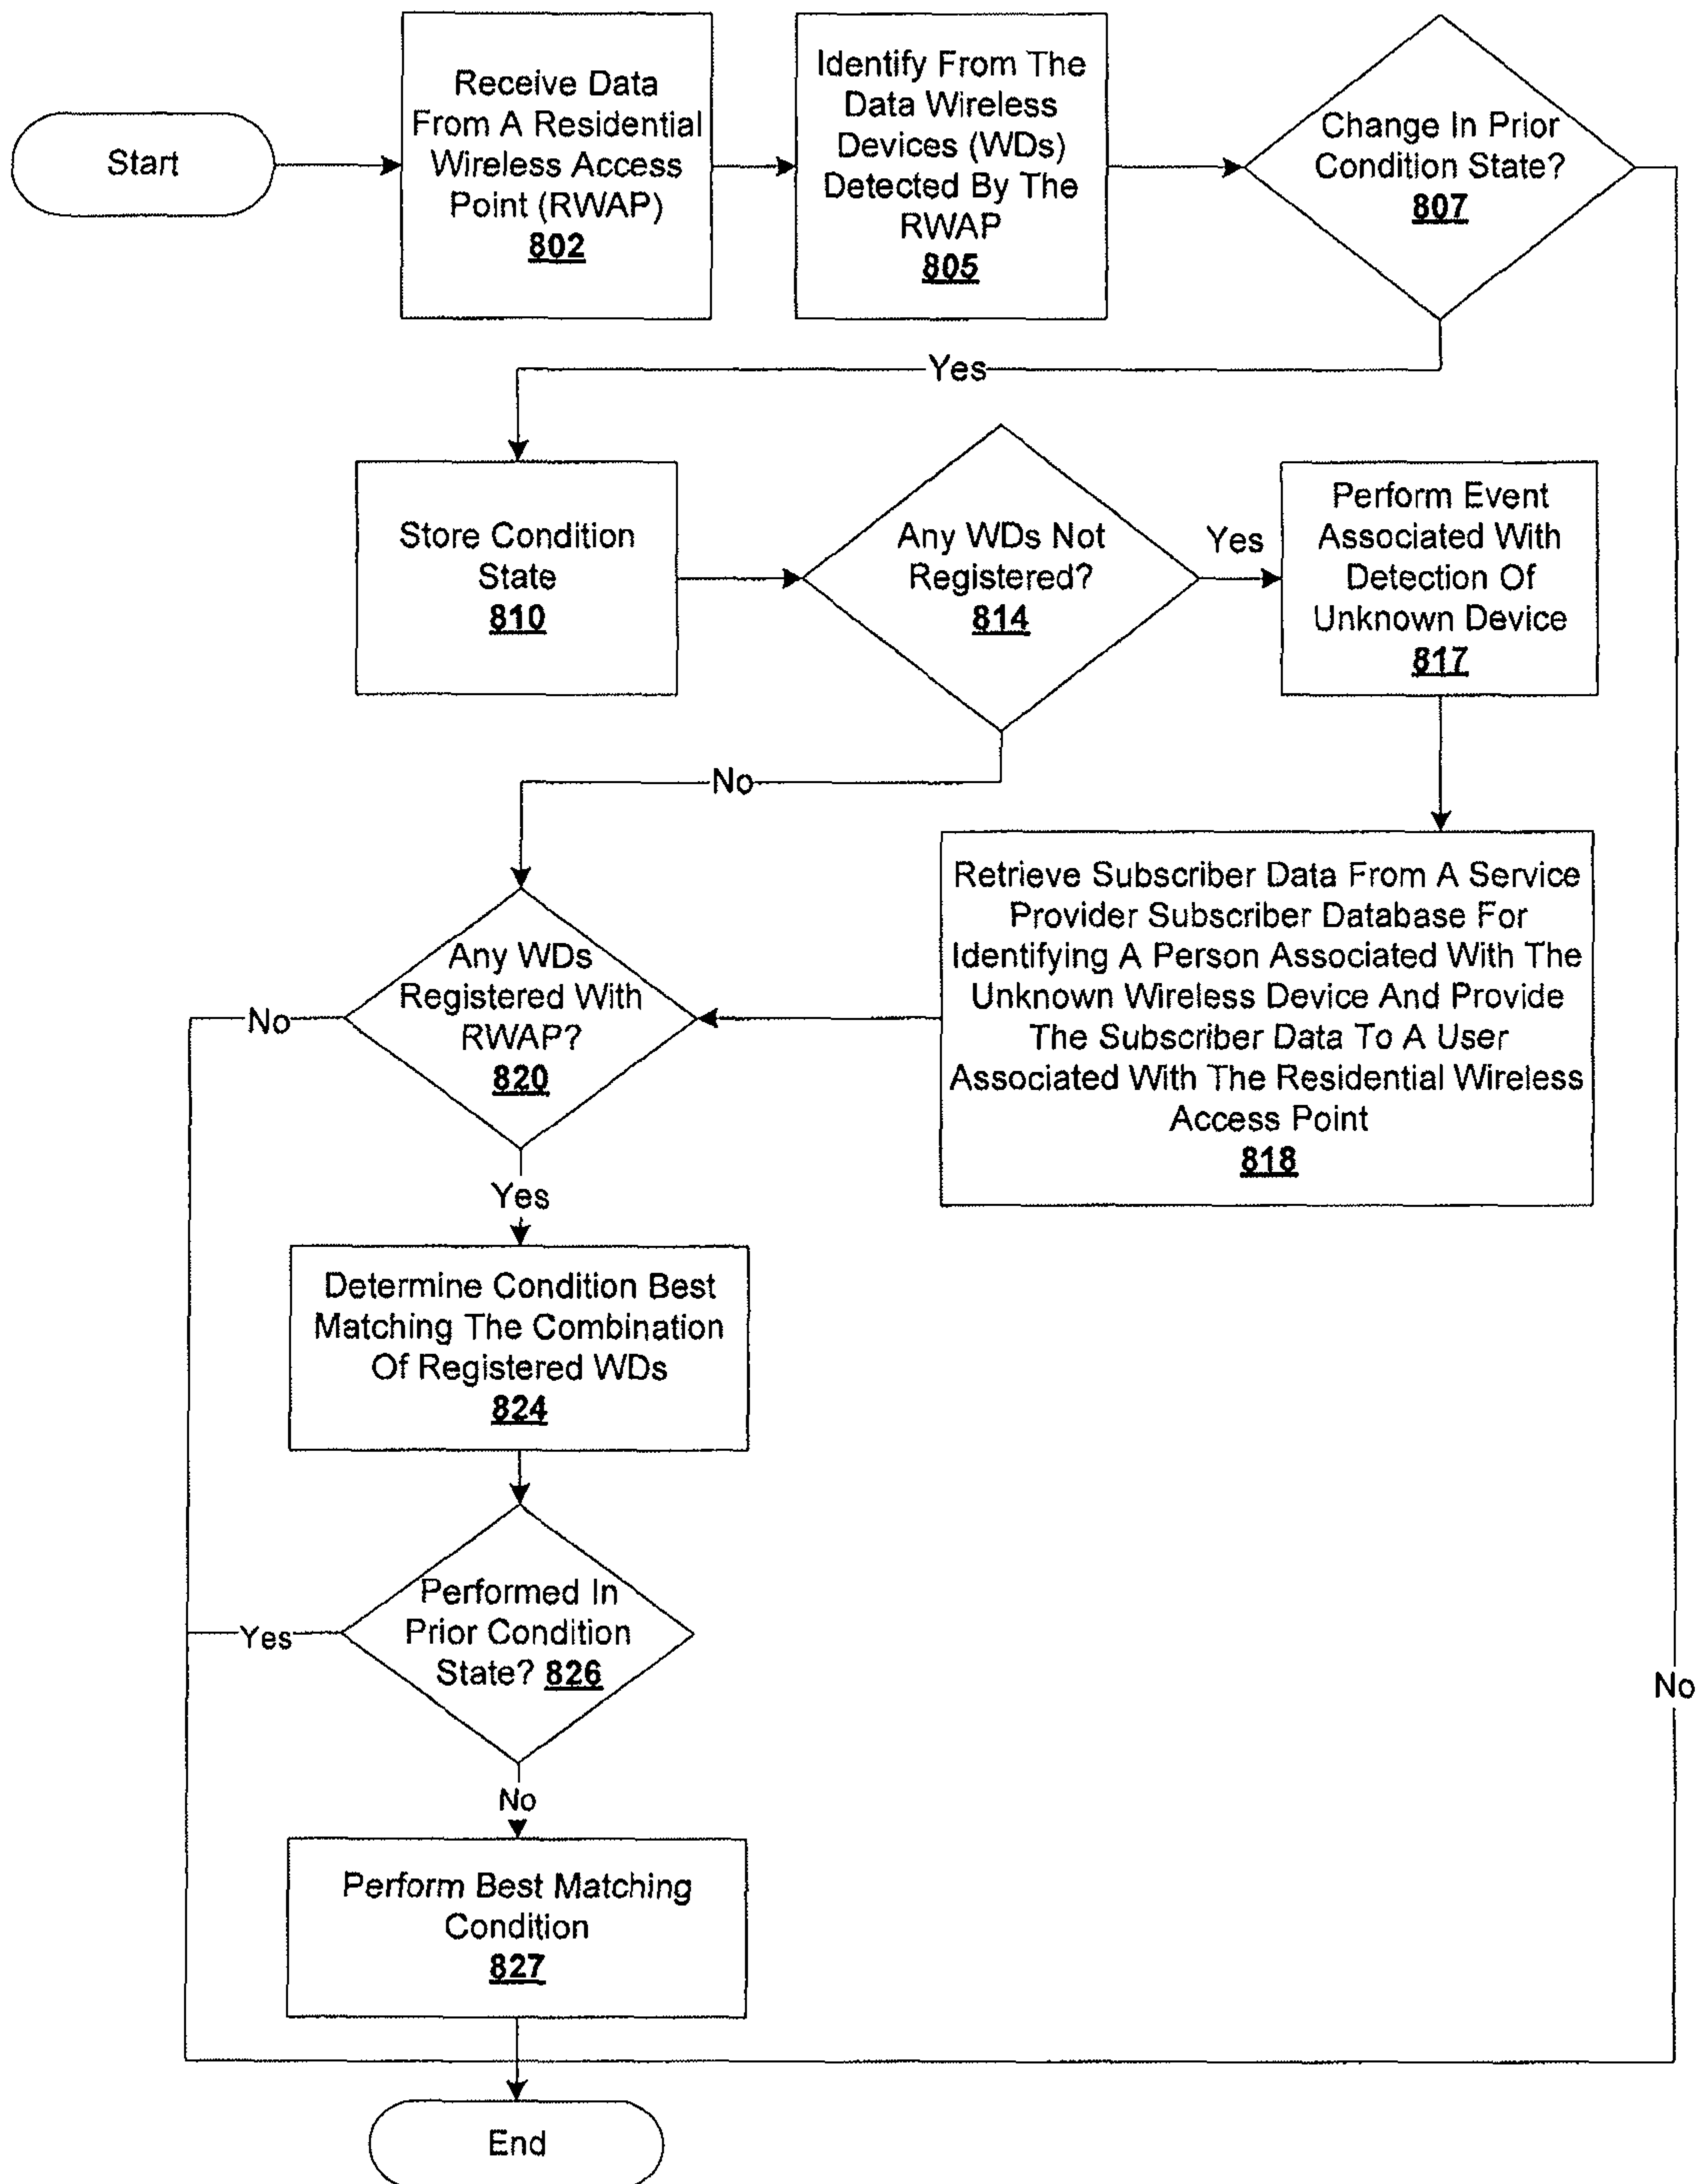 Start
Receive Data
From A Residential
Wireless Access
Point (RWAP)
802
Identify From The
Data Wireless
Devices (WDs)
Detected By The
RWAP
805
Change In Prior
Condition State?
807
Yes
Store Condition
State
810
Any WDs Not
Registered?
814
Yes
Perform Event
Associated With
Detection Of
Unknown Device
817
No
Retrieve Subscriber Data From A Service
Provider Subscriber Database For
Identifying A Person Associated With The
Unknown Wireless Device And Provide
The Subscriber Data To A User
Associated With The Residential Wireless
Access Point
818
Any WDs
Registered With
RWAP?
820
No
Yes
Determine Condition Best
Matching The Combination
Of Registered WDs
824
Performed In
Prior Condition
State? 826
Yes
No
No
Perform Best Matching
Condition
827
End